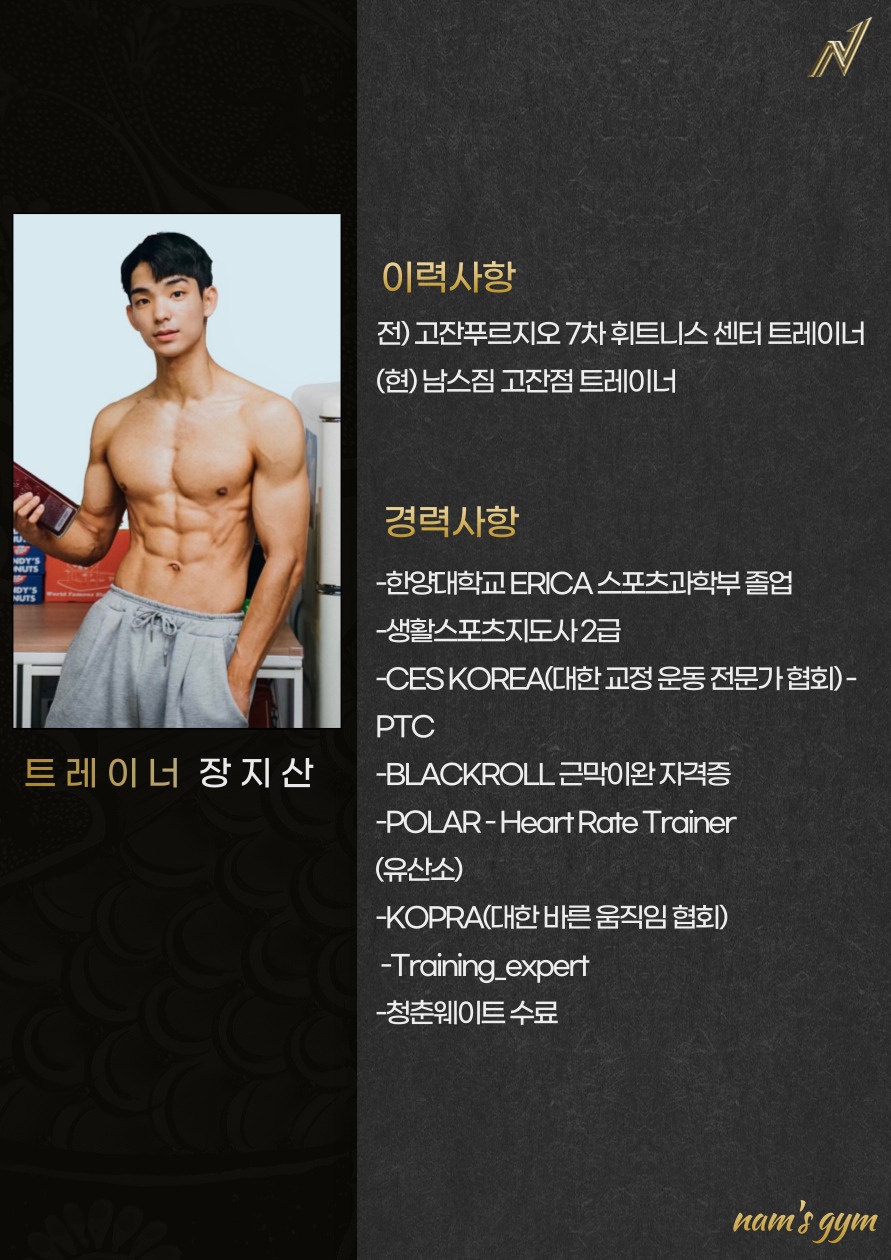 이력사항
전) 고잔푸르지오 7차 휘트니스 센터 트레이너
(현) 남스짐 고잔점 트레이너
경력사항
-한양대학교 ERICA 스포츠과학부 졸업
-생활스포츠지도사 2급
-CES KOREA(대한 교정 운동 전문가 협회) -
PTC
-BLACKROLL 근막이완 자격증
-POLAR - Heart Rate Trainer
(유산소)
-KOPRA(대한 바른 움직임 협회)
-Training_expert
-청춘웨이트 수료
트레이너 장지산
NDY'S
NUTS
World Famous
NDY'S
NUTS
nam's gym